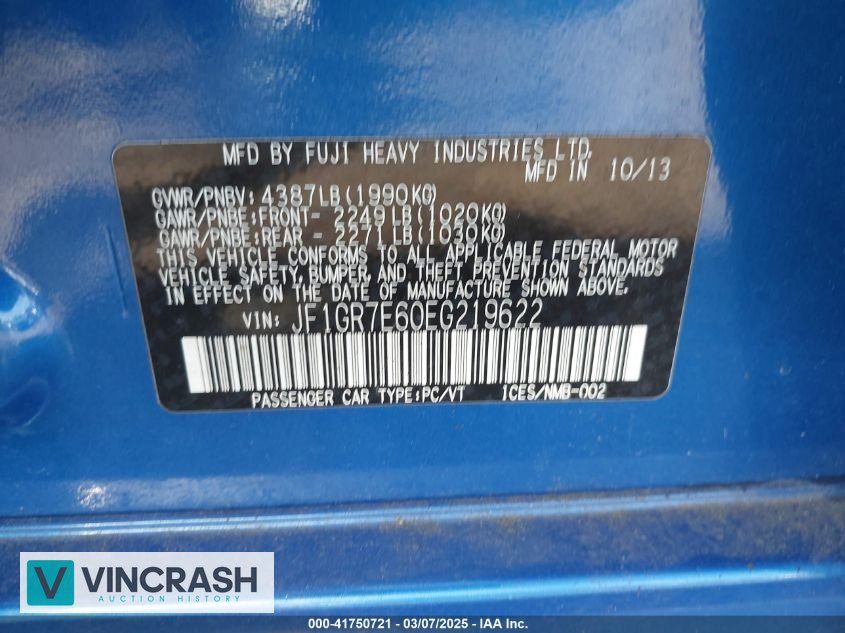 MFD BY FUJI HEAVY INDUSTRIES LTD.
MFD IN 10/13
GVWR/PNBV: 4387LB(1990KG)
GAWR/PNBE:FRONT- 2249LB(1020KG)
GAWR/PNBE:REAR - 2271LB(1030KG)
THIS VEHICLE CONFORMS TO ALL APPLICABLE FEDERAL MOTOR
VEHICLE SAFETY, BUMPER, AND THEFT PREVENTION STANDARDS
IN EFFECT ON THE DATE OF MANUFACTURE SHOWN ABOVE.
VIN: JF1GR7E60EG219622
PASSENGER CAR TYPE:PC/VT ICES/NMB-002
VINCRASH
AUCTION HISTORY
000-41750721 - 03/07/2025 - IAA Inc.